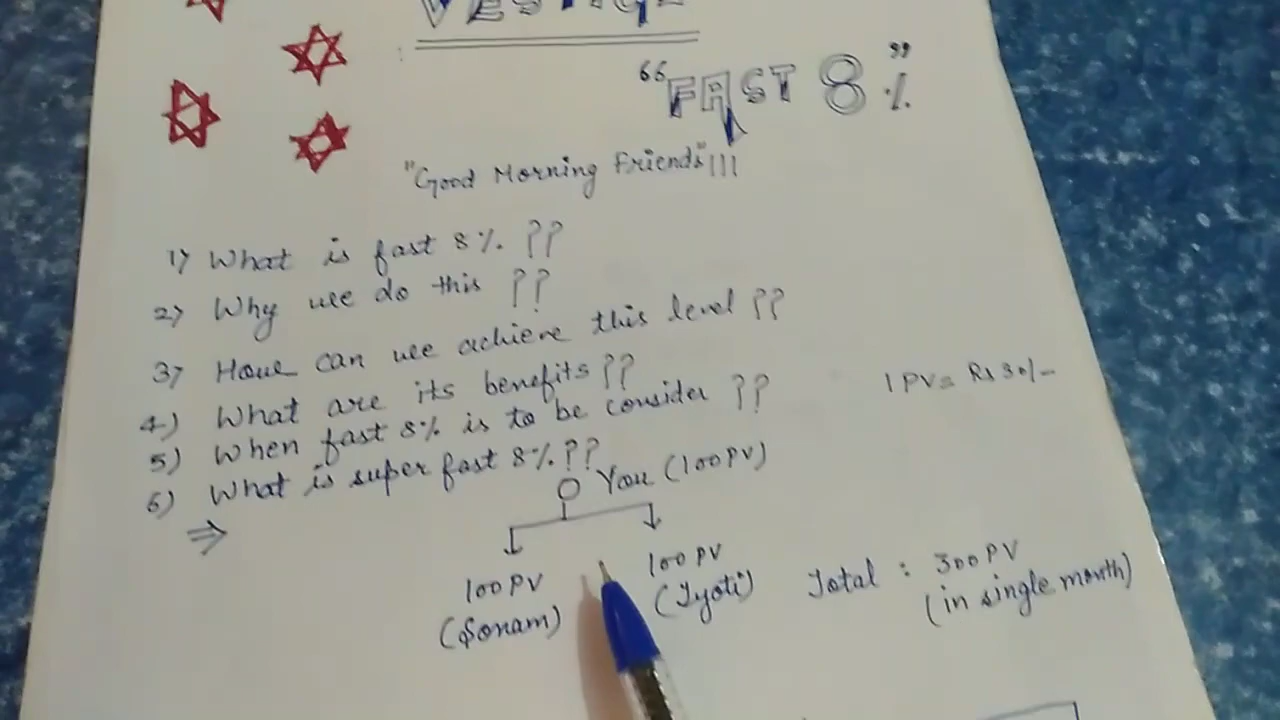 VESTIGE
"FAST 8%"
"Good Morning Friends"!!!
1) What is fast 8%. ??
2) Why we do this ??
3) How can we achieve this level ??
4) What are its benefits ??
5) When fast 8% is to be consider ??
6) What is super fast 8%.??
1 PV = Rs 30/-
⇒ You (100PV)
100 PV 100 PV Total : 300 PV
(Sonam) (Jyoti) (in single month)